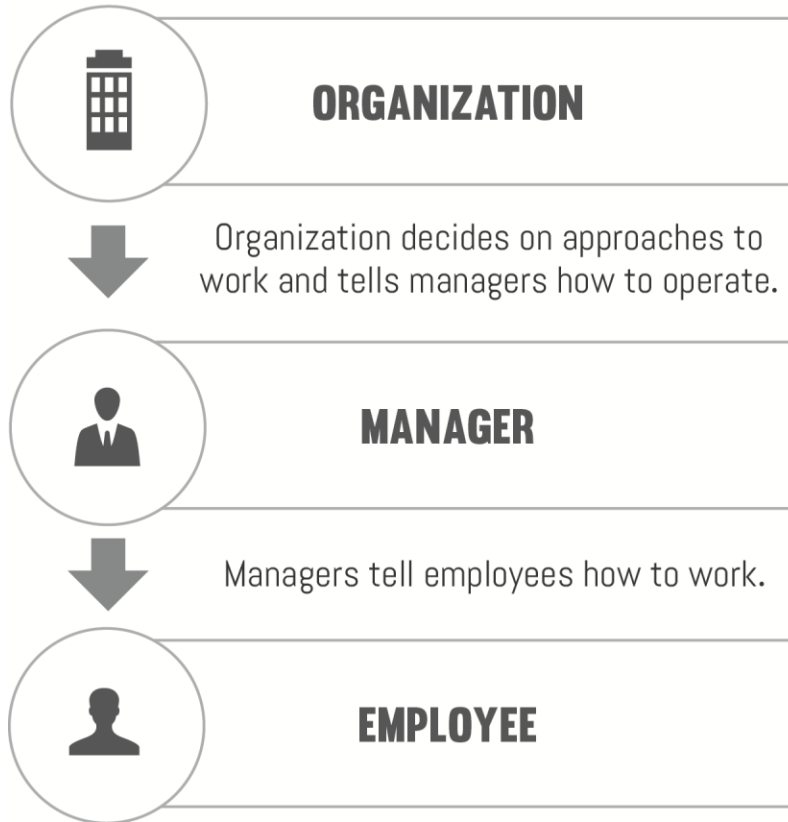 ORGANIZATION
Organization decides on approaches to
work and tells managers how to operate.
MANAGER
Managers tell employees how to work.
EMPLOYEE